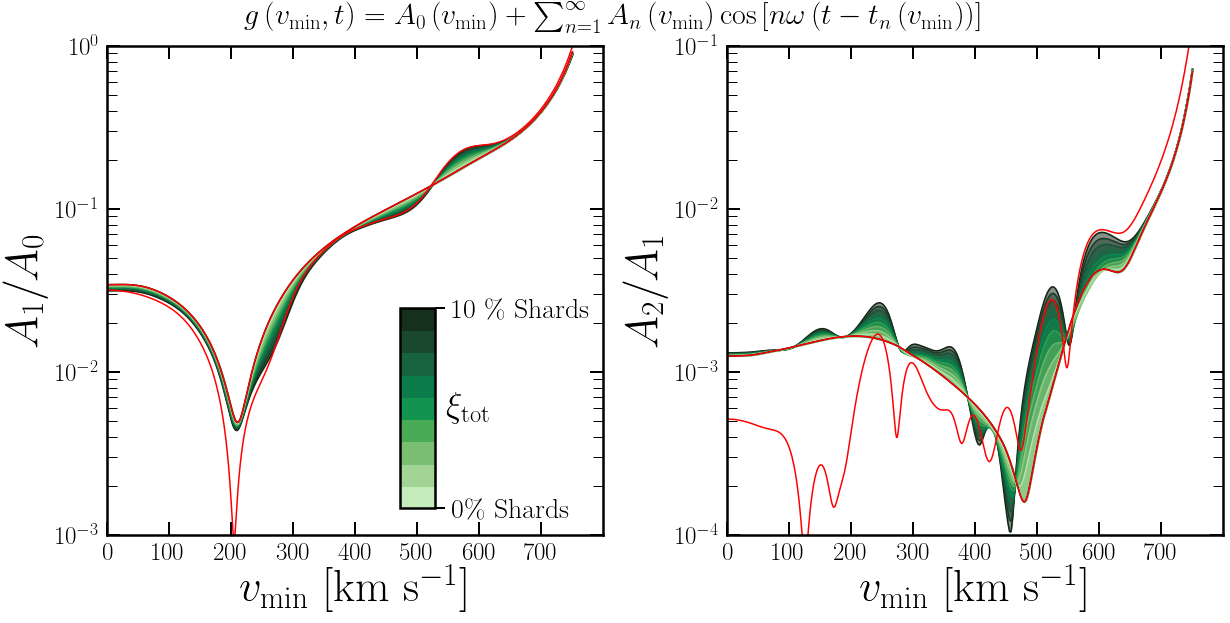 g (v_min, t) = A_0 (v_min) + ∑_{n=1}^{∞} A_n (v_min) cos [nω (t − t_n (v_min))]
10^0
10^−1
10^−2
10^−3
A_1/A_0
0 100 200 300 400 500 600 700
v_min [km s^−1]
10 % Shards
ξ_tot
0% Shards
10^−1
10^−2
10^−3
10^−4
A_2/A_1
0 100 200 300 400 500 600 700
v_min [km s^−1]